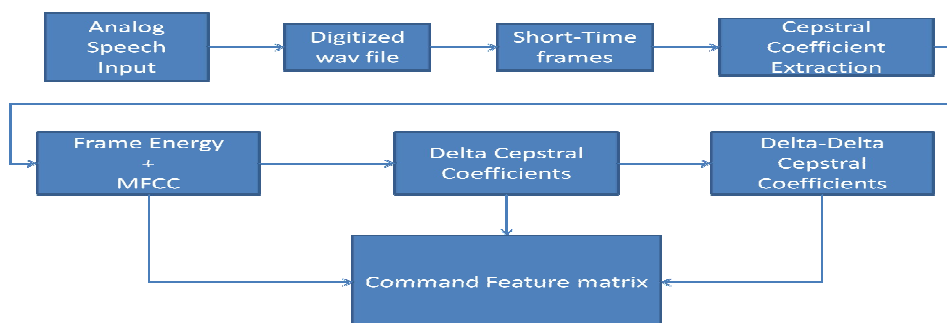 Analog
Speech
Input
Digitized
wav file
Short-Time
frames
Cepstral
Coefficient
Extraction
Frame Energy
+
MFCC
Delta Cepstral
Coefficients
Delta-Delta
Cepstral
Coefficients
Command Feature matrix